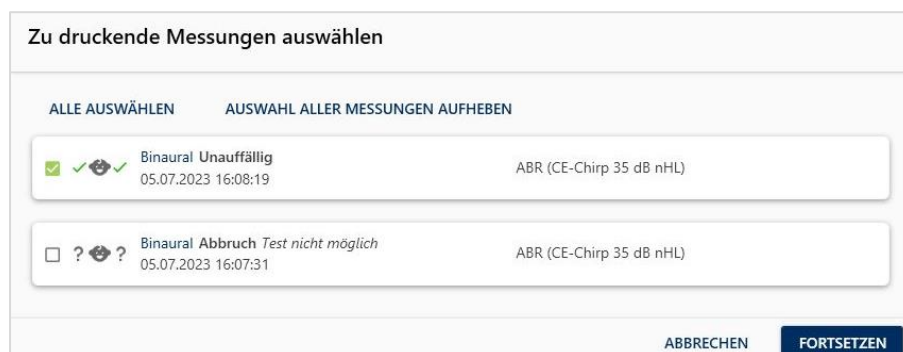 Zu druckende Messungen auswählen
ALLE AUSWÄHLEN AUSWAHL ALLER MESSUNGEN AUFHEBEN
Binaural Unauffällig ABR (CE-Chirp 35 dB nHL)
05.07.2023 16:08:19
? ? Binaural Abbruch Test nicht möglich ABR (CE-Chirp 35 dB nHL)
05.07.2023 16:07:31
ABBRECHEN FORTSETZEN